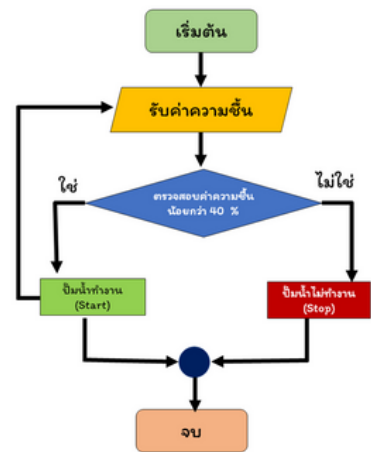 เริ่มต้น
รับค่าความชื้น
ใช่
ไม่ใช่
ตรวจสอบค่าความชื้น
น้อยกว่า 40 %
ปั๊มน้ำทำงาน
(Start)
ปั๊มน้ำไม่ทำงาน
(Stop)
จบ